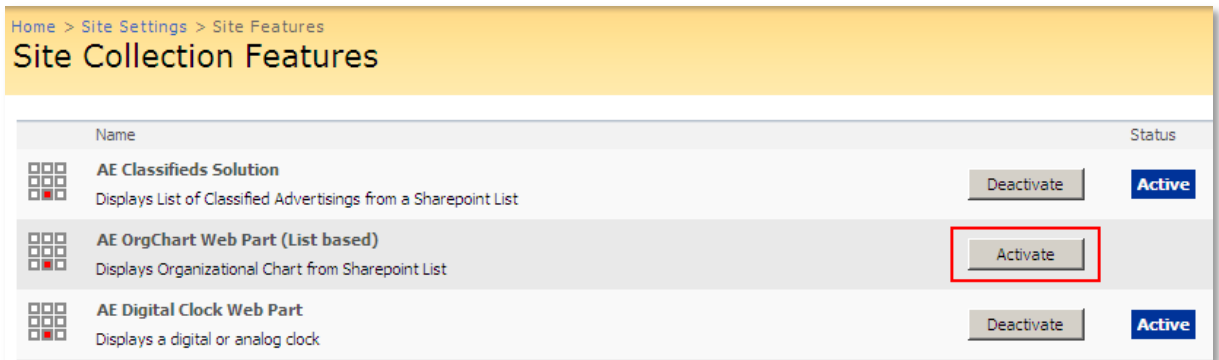 Home > Site Settings > Site Features
Site Collection Features
Name Status
AE Classifieds Solution
Displays List of Classified Advertisings from a Sharepoint List
Deactivate Active
AE OrgChart Web Part (List based)
Displays Organizational Chart from Sharepoint List
Activate
AE Digital Clock Web Part
Displays a digital or analog clock
Deactivate Active